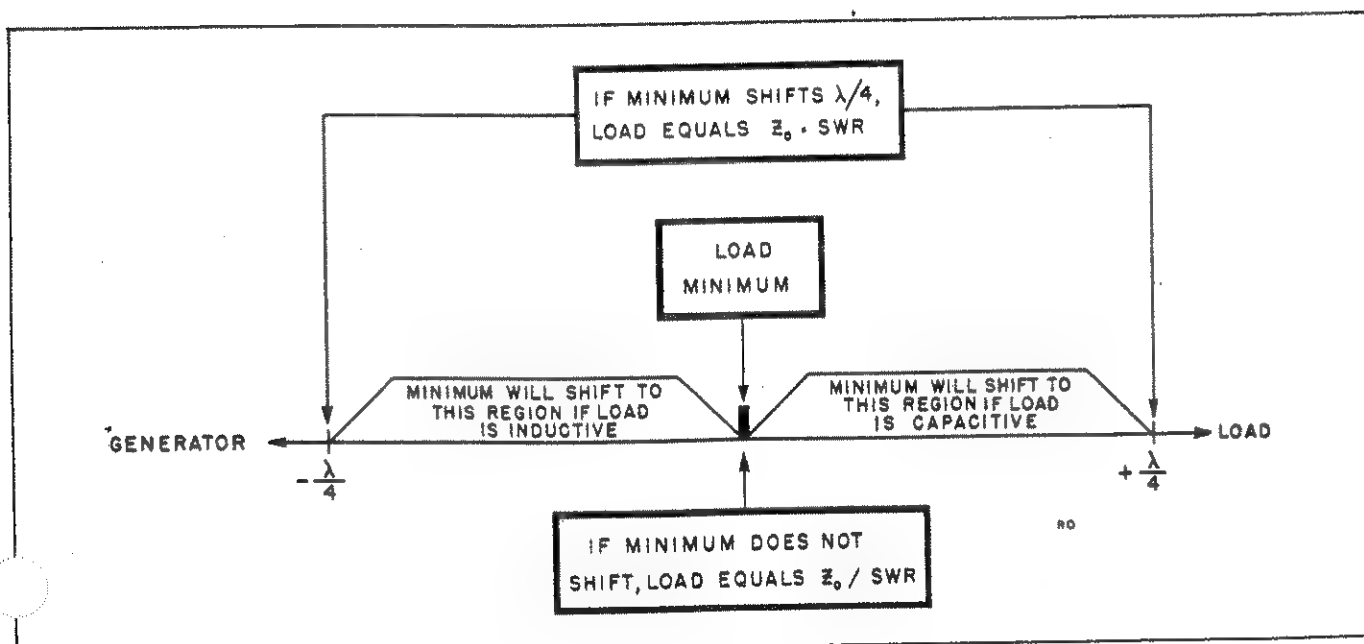 IF MINIMUM SHIFTS λ/4,
LOAD EQUALS Z₀ • SWR
LOAD
MINIMUM
MINIMUM WILL SHIFT TO
THIS REGION IF LOAD
IS INDUCTIVE
MINIMUM WILL SHIFT TO
THIS REGION IF LOAD
IS CAPACITIVE
GENERATOR
LOAD
- λ/4
+ λ/4
IF MINIMUM DOES NOT
SHIFT, LOAD EQUALS Z₀ / SWR